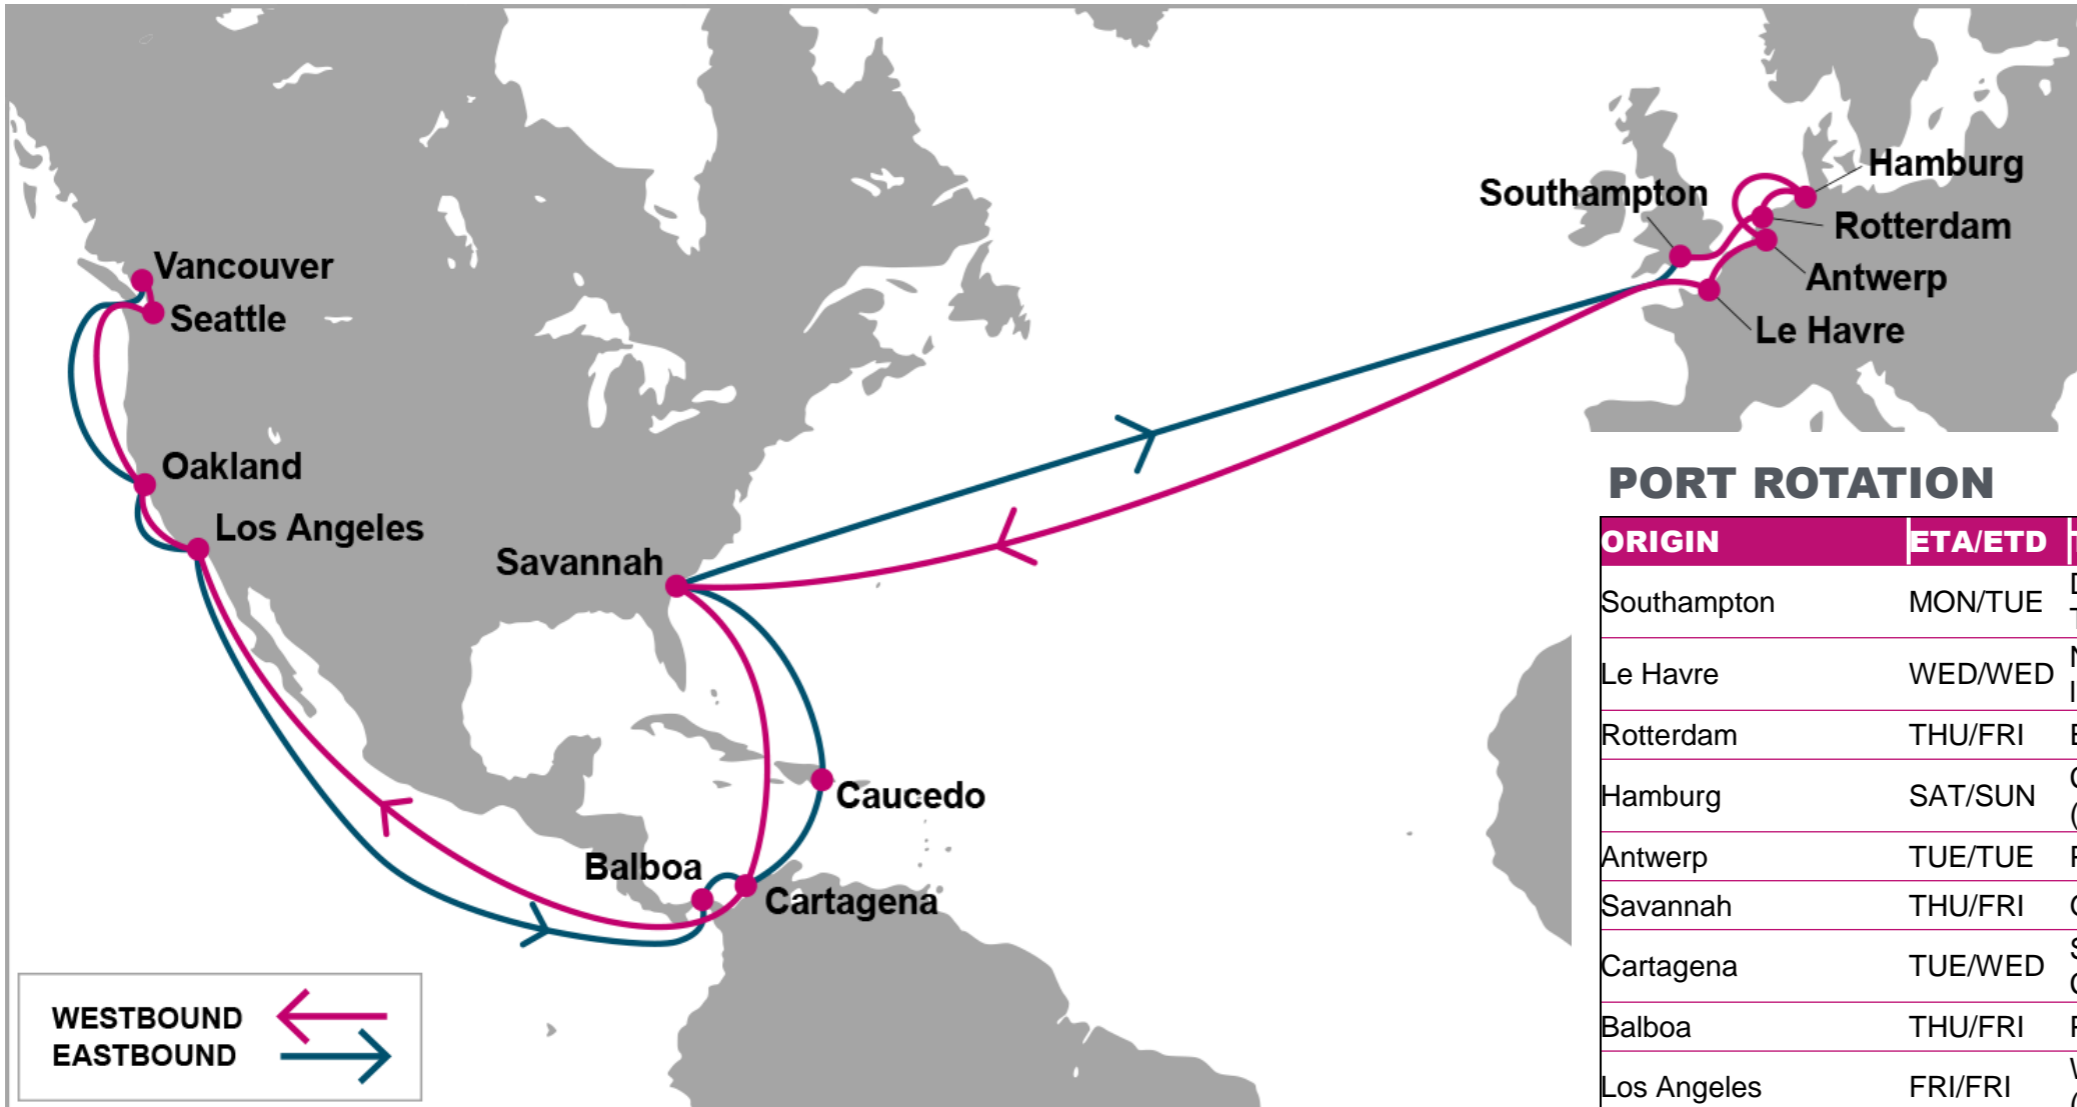 Hamburg
Southampton
Rotterdam
Vancouver
Antwerp
Seattle
Le Havre
Oakland
Los Angeles
Savannah
Caucedo
Balboa
Cartagena
WESTBOUND
EASTBOUND
PORT ROTATION
ORIGIN ETA/ETD
Southampton MON/TUE
Le Havre WED/WED
Rotterdam THU/FRI
Hamburg SAT/SUN
Antwerp TUE/TUE
Savannah THU/FRI
Cartagena TUE/WED
Balboa THU/FRI
Los Angeles FRI/FRI